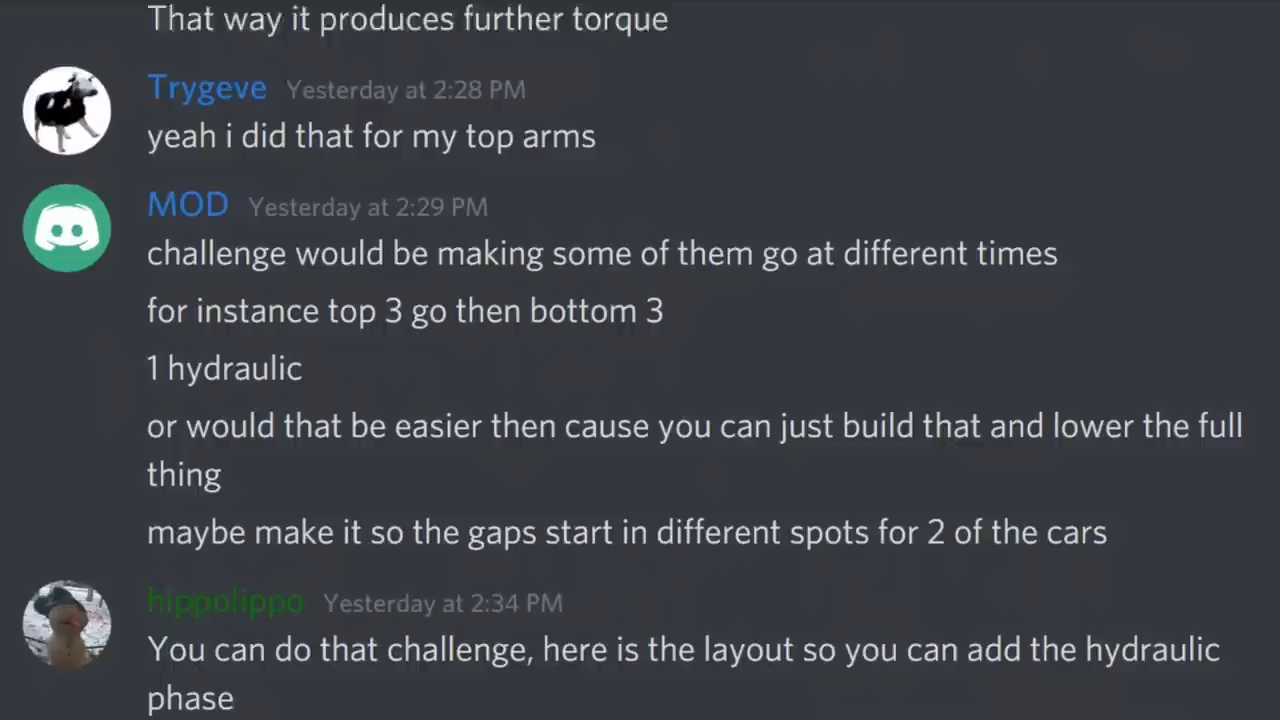 That way it produces further torque
Trygeve Yesterday at 2:28 PM
yeah i did that for my top arms
MOD Yesterday at 2:29 PM
challenge would be making some of them go at different times
for instance top 3 go then bottom 3
1 hydraulic
or would that be easier then cause you can just build that and lower the full
thing
maybe make it so the gaps start in different spots for 2 of the cars
hippolippo Yesterday at 2:34 PM
You can do that challenge, here is the layout so you can add the hydraulic
phase